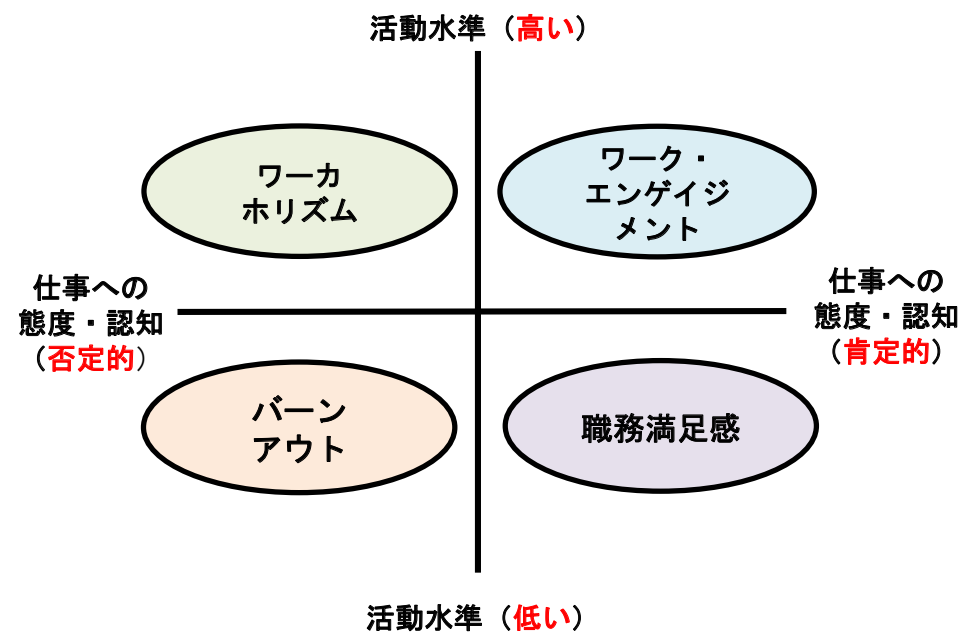 活動水準（高い）
ワーカ
ホリズム
ワーク・
エンゲイジ
メント
仕事への
態度・認知
（否定的）
仕事への
態度・認知
（肯定的）
バーン
アウト
職務満足感
活動水準（低い）